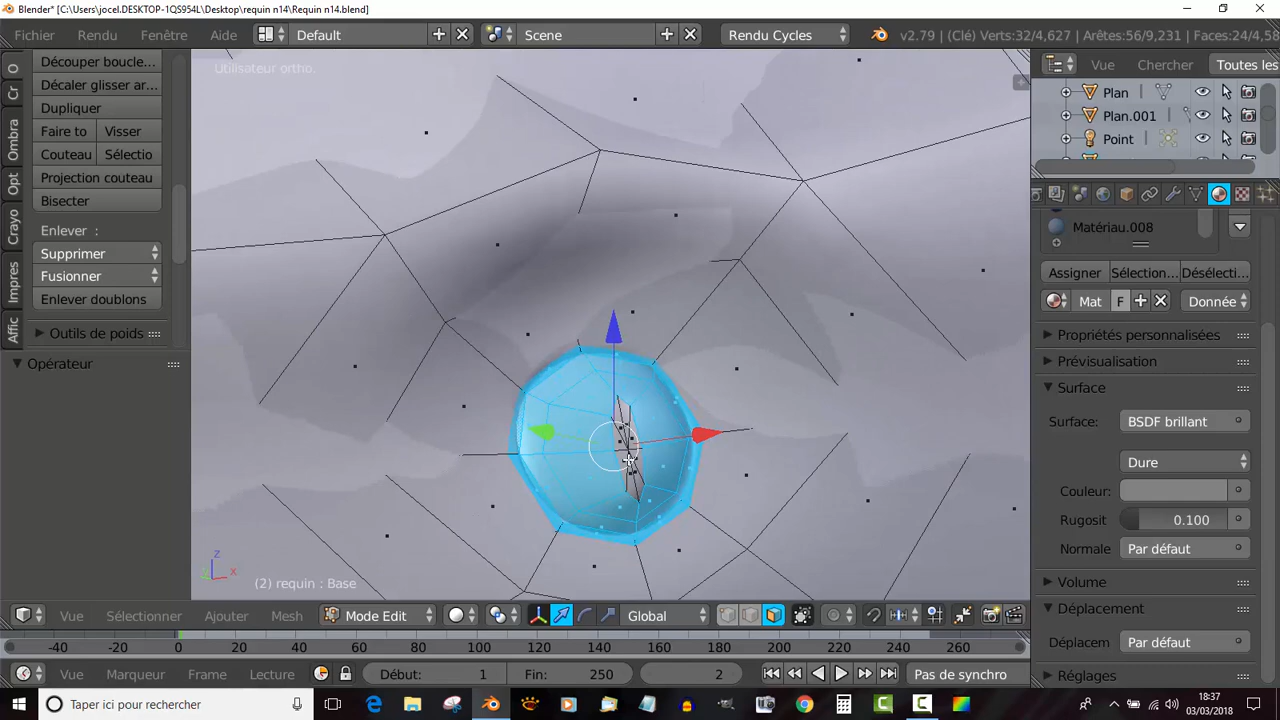 Blender* [C:\Users\jocel.DESKTOP-1QS954L\Desktop\requin n14\Requin n14.blend]
Fichier Rendu Fenêtre Aide Default Scene Rendu Cycles v2.79 | (Clé) Verts:32/4,627 | Arêtes:56/9,231 | Faces:24/4,58
Découper boucle...
Décaler glisser ar...
Dupliquer
Faire to Visser
Couteau Sélectio
Projection couteau
Bisecter
Enlever :
Supprimer
Fusionner
Enlever doublons
Outils de poids
Opérateur
O
Cr
Ombra
Opt
Crayo
Impres
Affic
Utilisateur ortho.
z
y x
(2) requin : Base
Vue Chercher Toutes les
Plan
Plan.001
Point
Matériau.008
Assigner Sélection... Désélecti...
Mat F Donnée
Propriétés personnalisées
Prévisualisation
Surface
Surface: BSDF brillant
Dure
Couleur:
Rugosit 0.100
Normale Par défaut
Volume
Déplacement
Déplacem Par défaut
Réglages
Vue Sélectionner Ajouter Mesh Mode Edit Global
-40 -20 0 20 40 60 80 100 120 140 160 180 200 220 240 260
Vue Marqueur Frame Lecture Début: 1 Fin: 250 2 Pas de synchro
Taper ici pour rechercher
18:37
03/03/2018